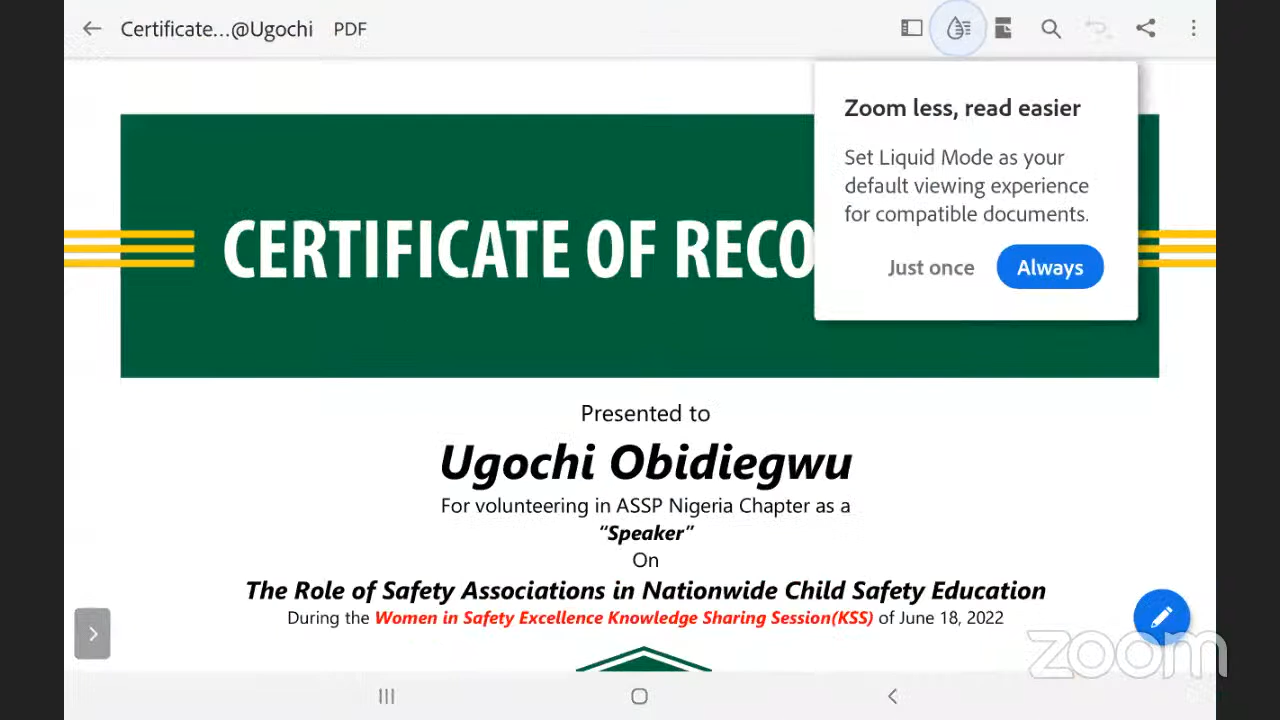 Certificate...@Ugochi PDF
Zoom less, read easier
Set Liquid Mode as your
default viewing experience
for compatible documents.
Just once Always
CERTIFICATE OF RECO
Presented to
Ugochi Obidiegwu
For volunteering in ASSP Nigeria Chapter as a
“Speaker”
On
The Role of Safety Associations in Nationwide Child Safety Education
During the Women in Safety Excellence Knowledge Sharing Session(KSS) of June 18, 2022
zoom